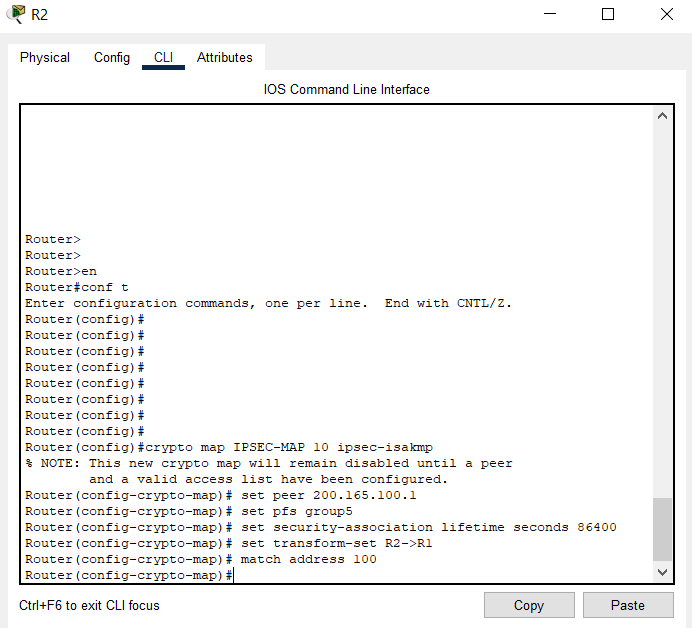 R2
Physical Config CLI Attributes
IOS Command Line Interface
Router>
Router>
Router>en
Router#conf t
Enter configuration commands, one per line.  End with CNTL/Z.
Router(config)#
Router(config)#
Router(config)#
Router(config)#
Router(config)#
Router(config)#
Router(config)#
Router(config)#
Router(config)#crypto map IPSEC-MAP 10 ipsec-isakmp
% NOTE: This new crypto map will remain disabled until a peer
        and a valid access list have been configured.
Router(config-crypto-map)# set peer 200.165.100.1
Router(config-crypto-map)# set pfs group5
Router(config-crypto-map)# set security-association lifetime seconds 86400
Router(config-crypto-map)# set transform-set R2->R1
Router(config-crypto-map)# match address 100
Router(config-crypto-map)#
Ctrl+F6 to exit CLI focus
Copy Paste